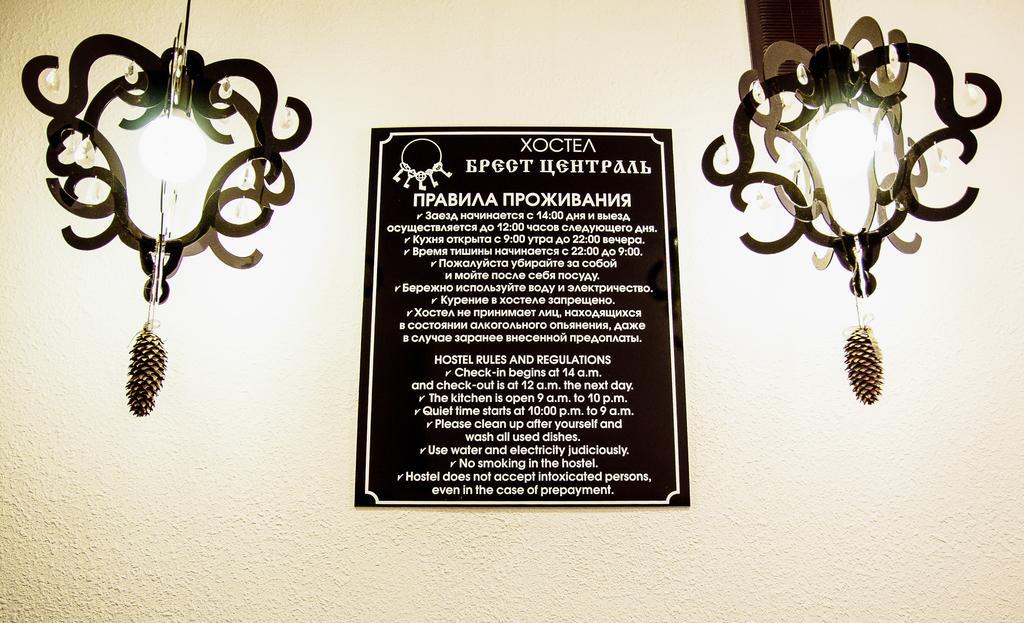 ХОСТЕЛ
БРЕСТ ЦЕНТРАЛЬ
ПРАВИЛА ПРОЖИВАНИЯ
✓ Заезд начинается с 14:00 дня и выезд
осуществляется до 12:00 часов следующего дня.
✓ Кухня открыта с 9:00 утра до 22:00 вечера.
✓ Время тишины начинается с 22:00 до 9:00.
✓ Пожалуйста убирайте за собой
и мойте после себя посуду.
✓ Бережно используйте воду и электричество.
✓ Курение в хостеле запрещено.
✓ Хостел не принимает лиц, находящихся
в состоянии алкогольного опьянения, даже
в случае заранее внесенной предоплаты.
HOSTEL RULES AND REGULATIONS
✓ Check-in begins at 14 a.m.
and check-out is at 12 a.m. the next day.
✓ The kitchen is open 9 a.m. to 10 p.m.
✓ Quiet time starts at 10:00 p.m. to 9 a.m.
✓ Please clean up after yourself and
wash all used dishes.
✓ Use water and electricity judiciously.
✓ No smoking in the hostel.
✓ Hostel does not accept intoxicated persons,
even in the case of prepayment.